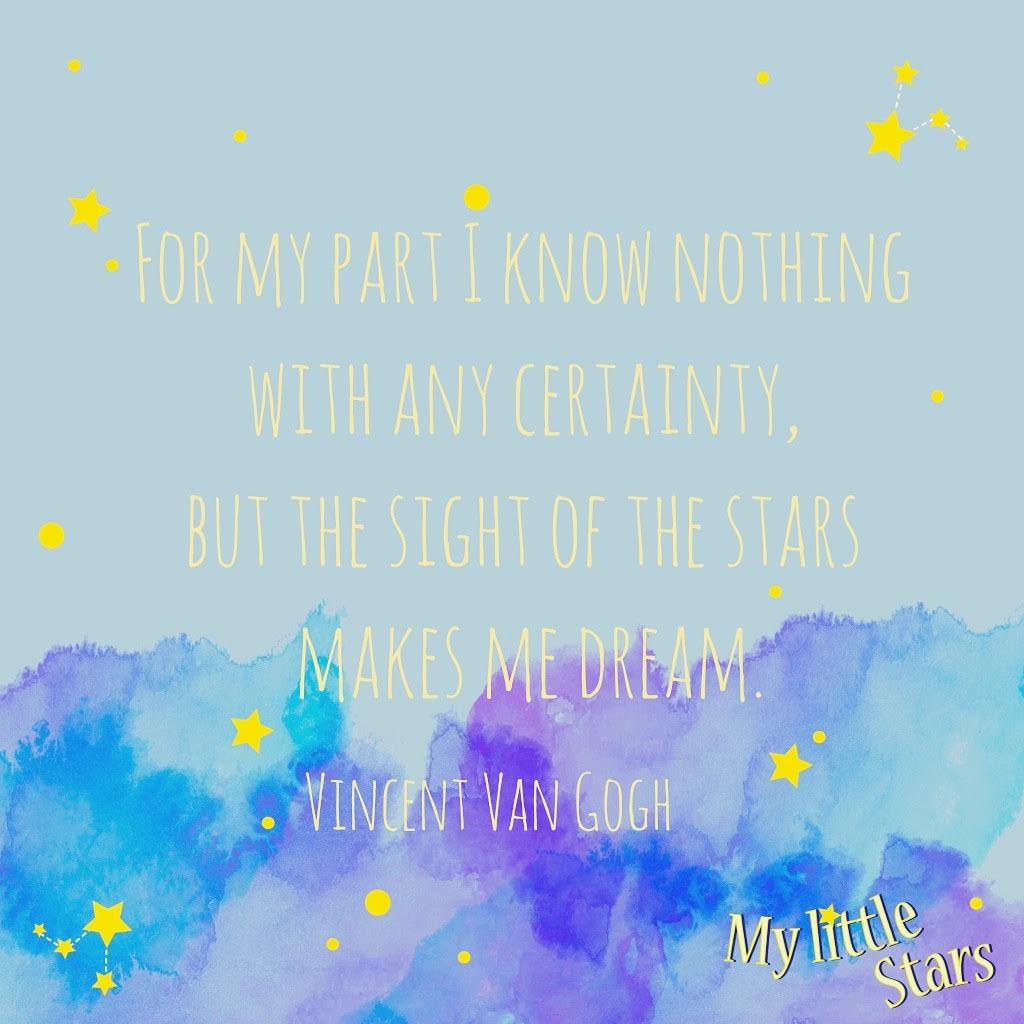 For my part I know nothing
with any certainty,
but the sight of the stars
makes me dream.
Vincent Van Gogh
My little
Stars